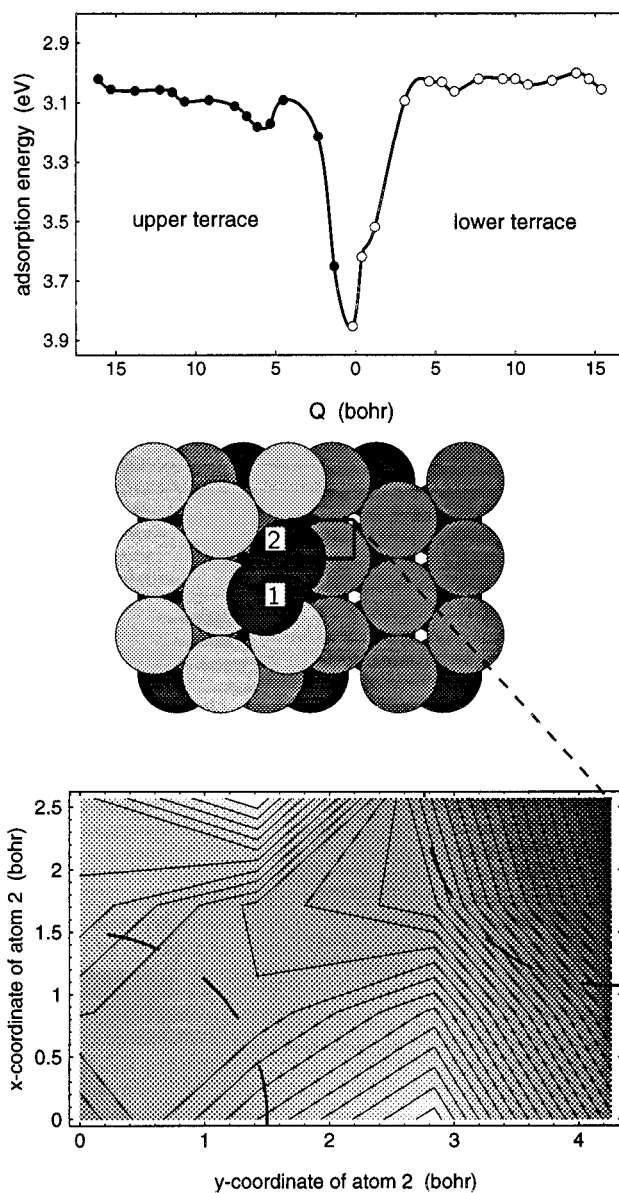 2.9
3.1
3.3
3.5
3.7
3.9
adsorption energy (eV)
upper terrace
lower terrace
15 10 5 0 5 10 15
Q (bohr)
2
1
2.5
2
1.5
1
0.5
0
x-coordinate of atom 2 (bohr)
0 1 2 3 4
y-coordinate of atom 2 (bohr)